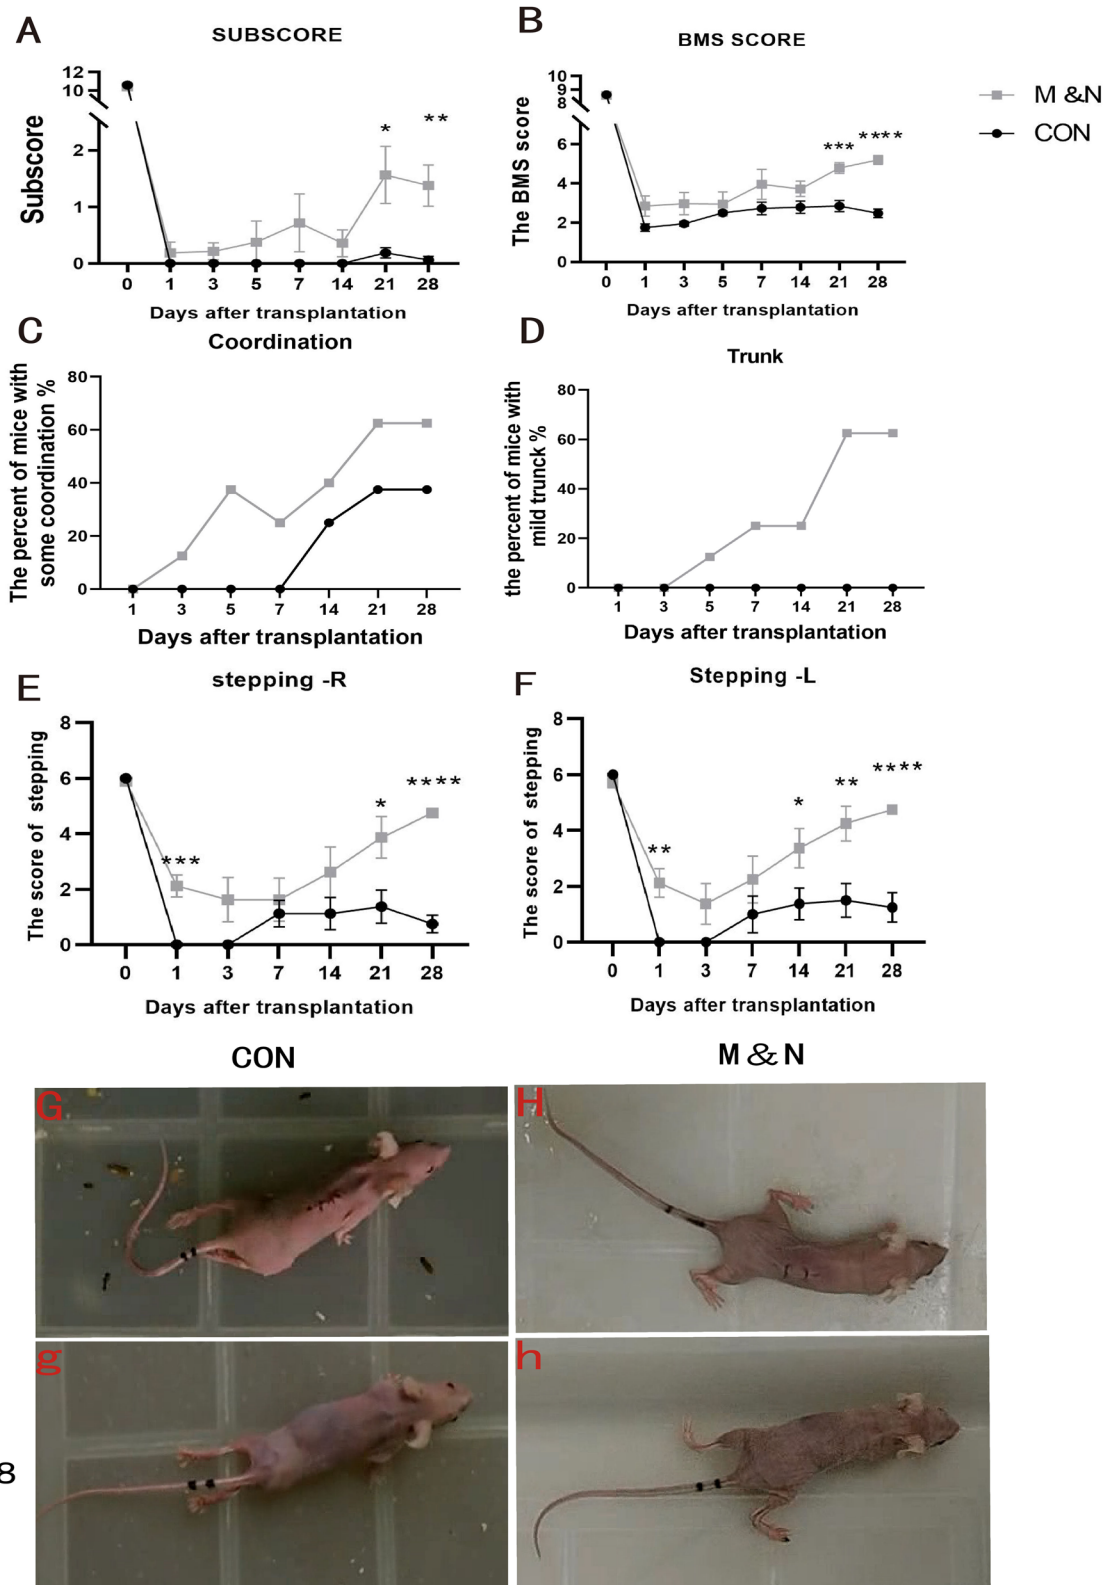 A
SUBSCORE
Subscore
12
10
2
1
0
* **
0 1 3 5 7 14 21 28
Days after transplantation
B
BMS SCORE
The BMS score
10
9
8
6
4
2
0
*** ****
0 1 3 5 7 14 21 28
Days after transplantation
M &N
CON
C
Coordination
The percent of mice with
some coordination %
80
60
40
20
0
1 3 5 7 14 21 28
Days after transplantation
D
Trunk
the percent of mice with
mild trunck %
80
60
40
20
0
1 3 5 7 14 21 28
Days after transplantation
E
stepping -R
The score of stepping
8
6
4
2
0
*** * ****
0 1 3 7 14 21 28
Days after transplantation
F
Stepping -L
The score of stepping
8
6
4
2
0
** * ** ****
0 1 3 7 14 21 28
Days after transplantation
CON
M & N
G
H
g
h
8